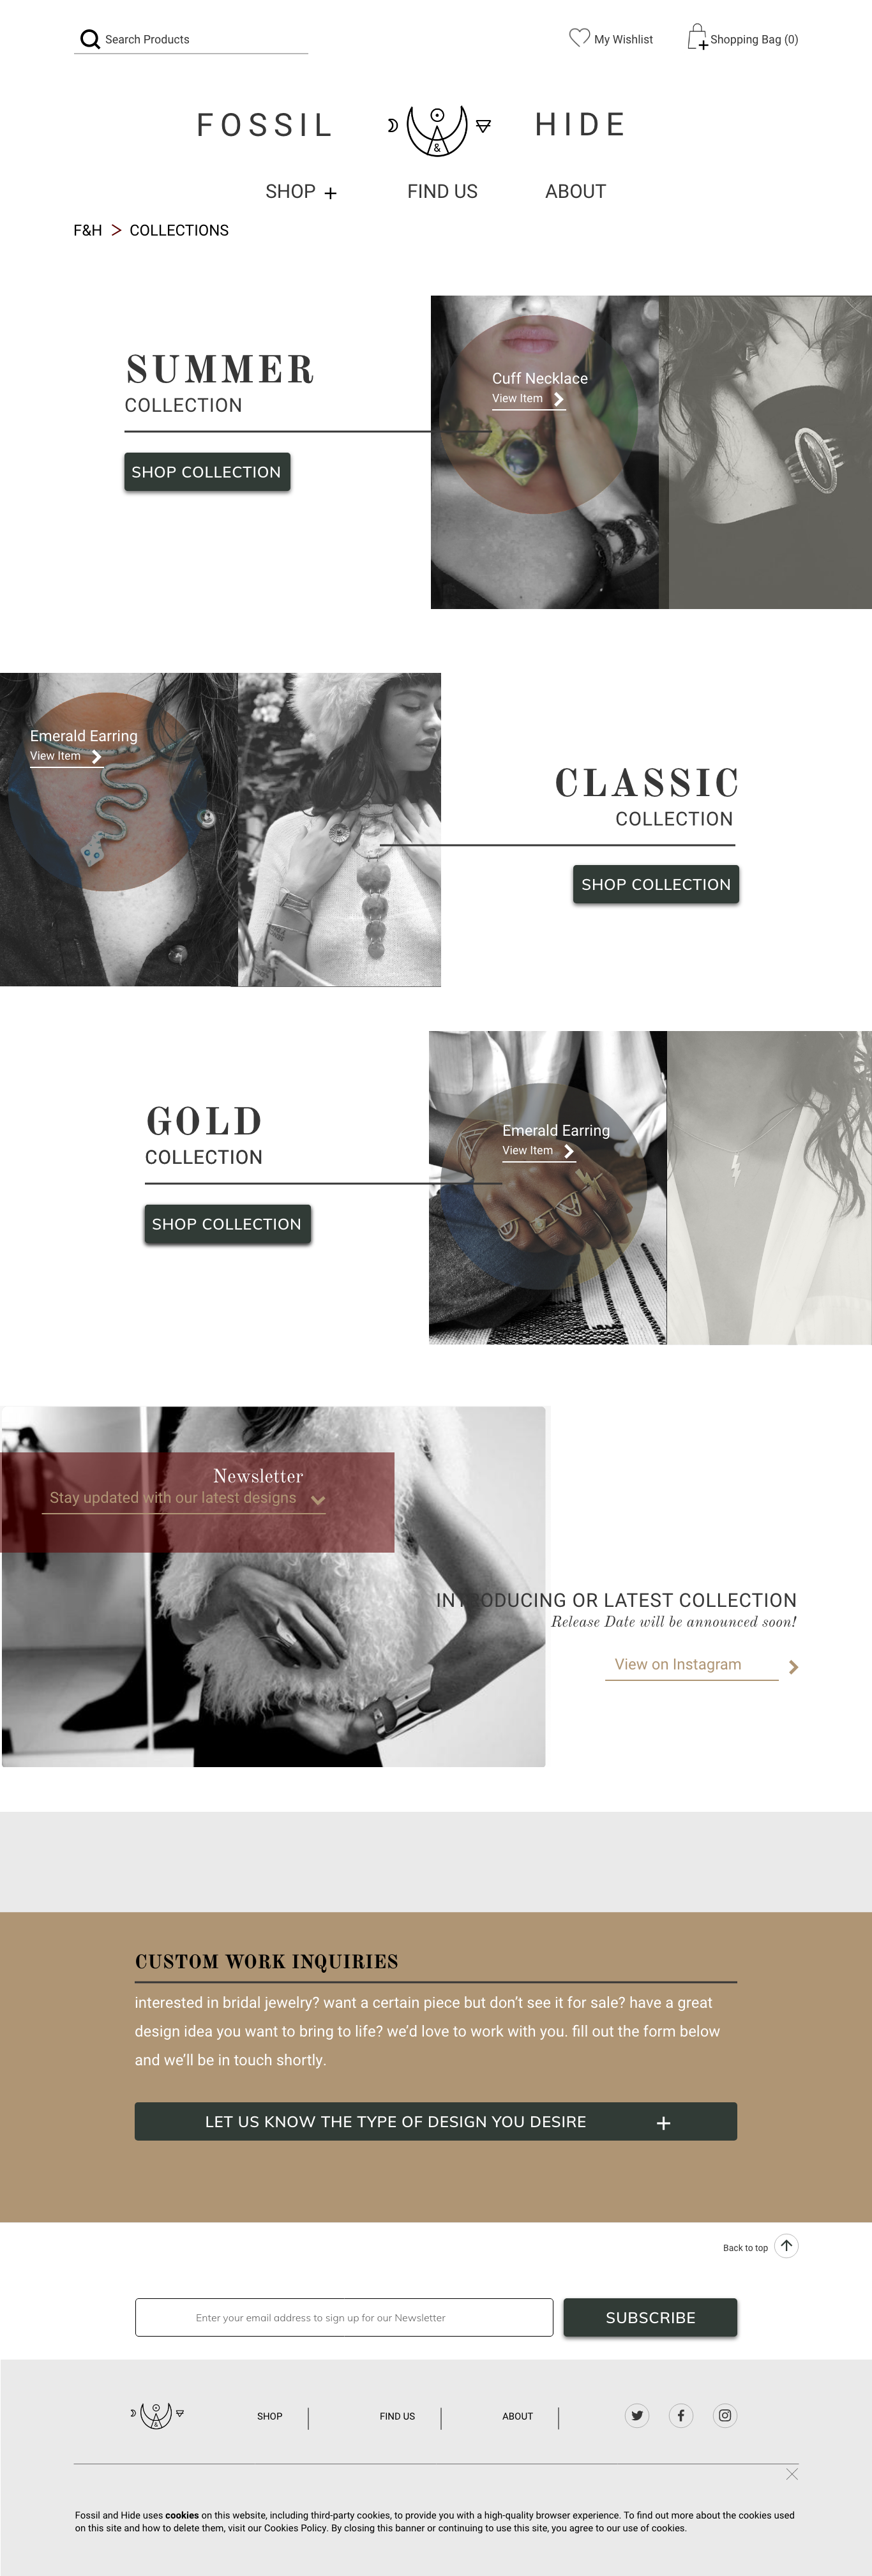 Search Products
My Wishlist
Shopping Bag (0)
FOSSIL & HIDE
SHOP
FIND US
ABOUT
F&H > COLLECTIONS
SUMMER
COLLECTION
SHOP COLLECTION
Cuff Necklace
View Item
Emerald Earring
View Item
CLASSIC
COLLECTION
SHOP COLLECTION
GOLD
COLLECTION
SHOP COLLECTION
Emerald Earring
View Item
Newsletter
Stay updated with our latest designs
INTRODUCING OR LATEST COLLECTION
Release Date will be announced soon!
View on Instagram
CUSTOM WORK INQUIRIES
interested in bridal jewelry? want a certain piece but don't see it for sale? have a great
design idea you want to bring to life? we'd love to work with you. fill out the form below
and we'll be in touch shortly.
LET US KNOW THE TYPE OF DESIGN YOU DESIRE +
Back to top
Enter your email address to sign up for our Newsletter
SUBSCRIBE
&
SHOP
FIND US
ABOUT
Fossil and Hide uses cookies on this website, including third-party cookies, to provide you with a high-quality browser experience. To find out more about the cookies used
on this site and how to delete them, visit our Cookies Policy. By closing this banner or continuing to use this site, you agree to our use of cookies.